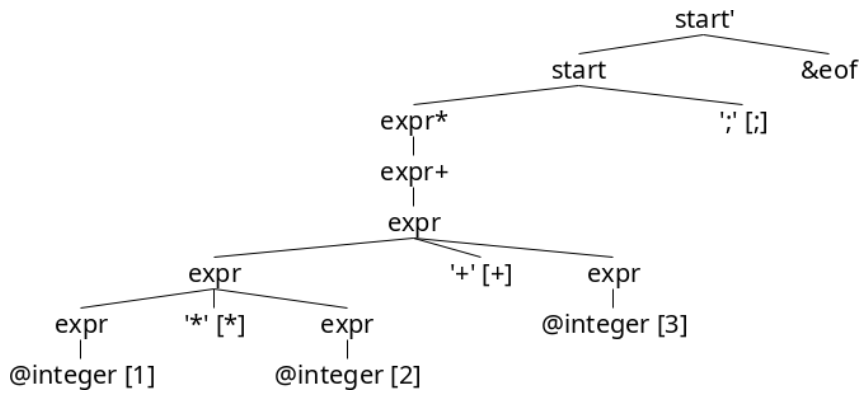 start'
start &eof
expr* ';' [;]
expr+
expr
expr '+' [+] expr
expr '*' [*] expr @integer [3]
@integer [1] @integer [2]